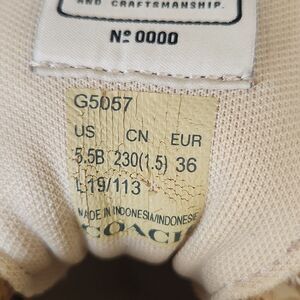 AND CRAFTSMANSHIP.
Nº 0000
G5057
US CN EUR
5.5B 230(1.5) 36
L19/113
MADE IN INDONESIA/INDONESIE
COACH